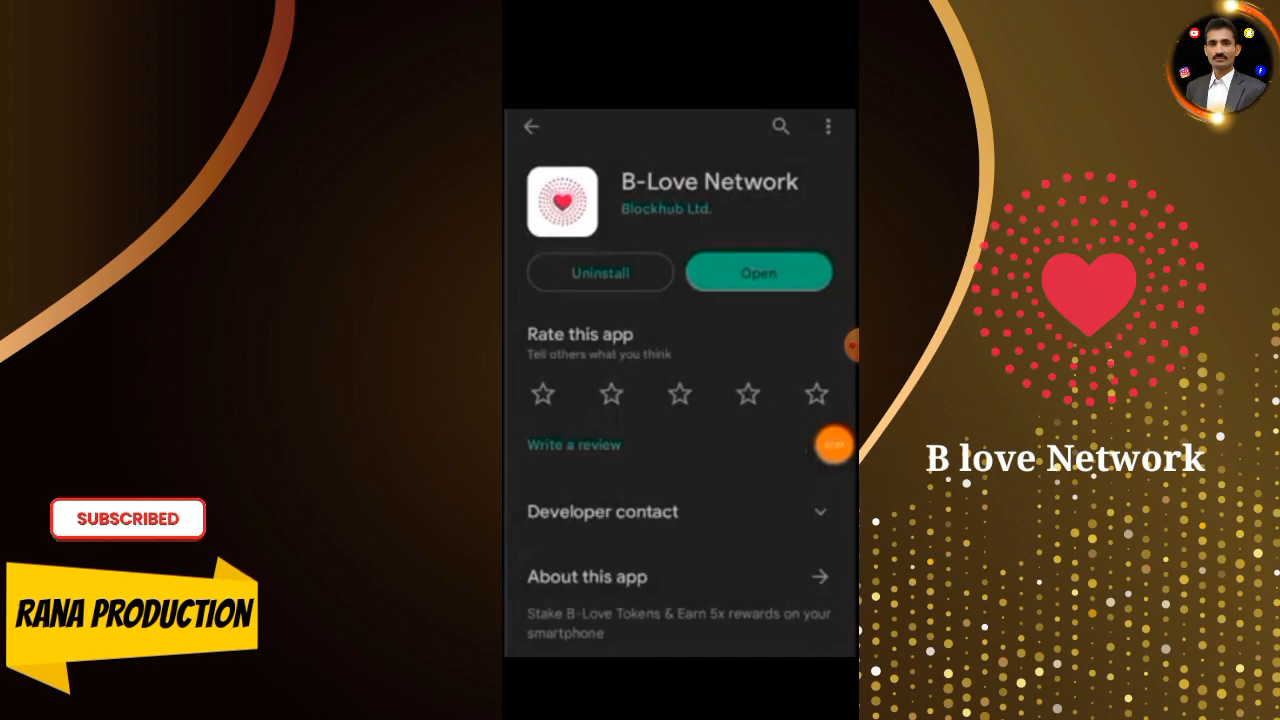 B-Love Network
Blockhub Ltd.
Uninstall
Open
Rate this app
Tell others what you think
Write a review
Developer contact
About this app
Stake B-Love Tokens & Earn 5x rewards on your
smartphone
B love Network
SUBSCRIBED
RANA PRODUCTION